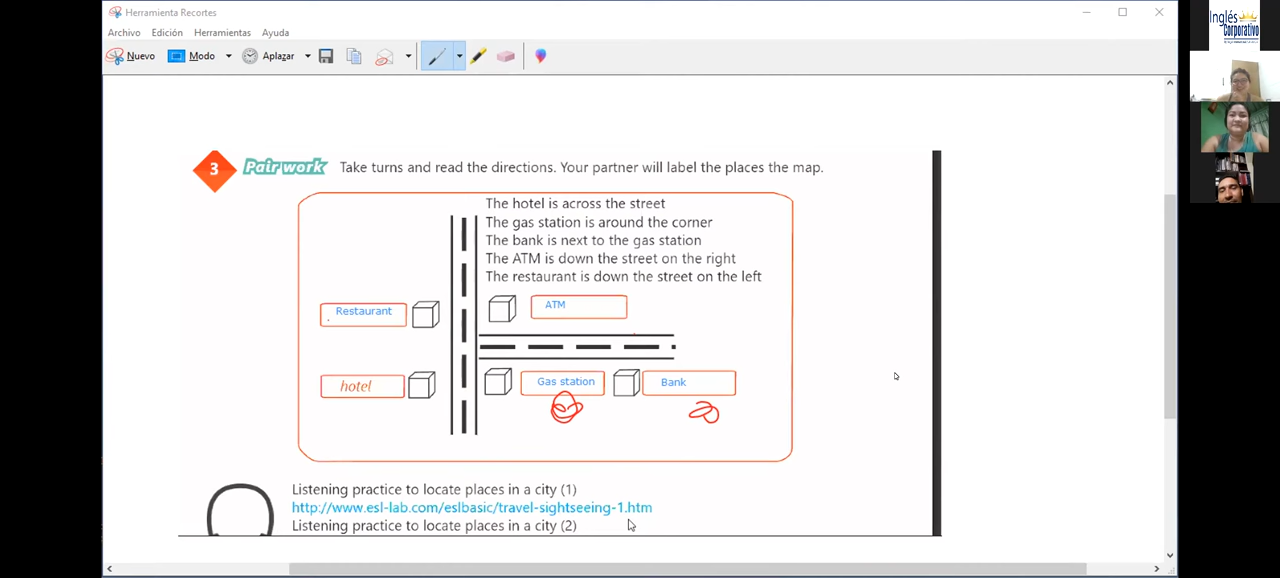 Herramienta Recortes
Archivo Edición Herramientas Ayuda
Nuevo Modo Aplazar
Inglés
Corporativo
3 Pair work Take turns and read the directions. Your partner will label the places the map.
The hotel is across the street
The gas station is around the corner
The bank is next to the gas station
The ATM is down the street on the right
The restaurant is down the street on the left
Restaurant
ATM
hotel
Gas station
Bank
Listening practice to locate places in a city (1)
http://www.esl-lab.com/eslbasic/travel-sightseeing-1.htm
Listening practice to locate places in a city (2)